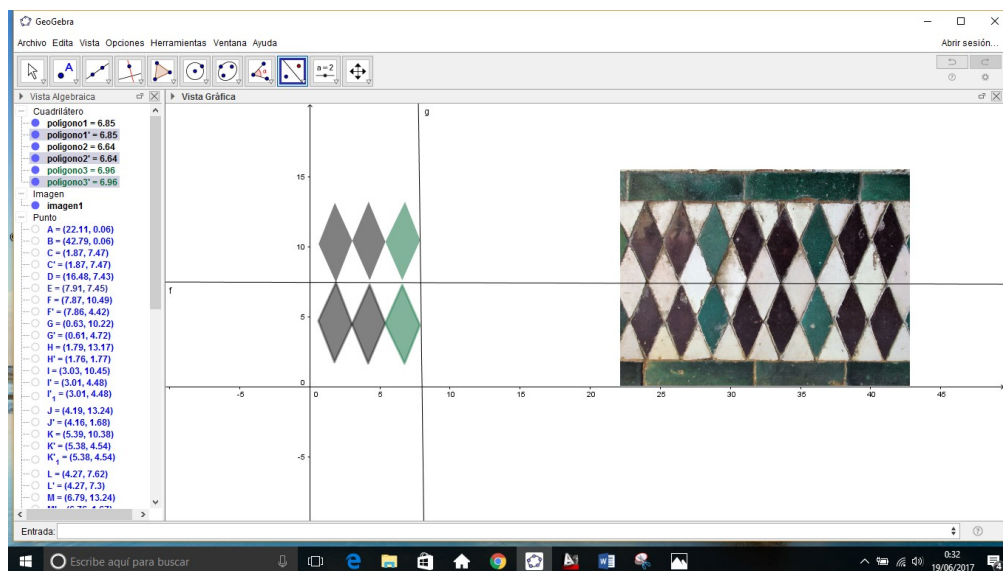 GeoGebra
Archivo Edita Vista Opciones Herramientas Ventana Ayuda
Abrir sesión...
A
a=2
Vista Algebraica
Vista Gráfica
Cuadrilátero
polígono1 = 6.85
polígono1' = 6.85
polígono2 = 6.64
polígono2' = 6.64
polígono3 = 6.96
polígono3' = 6.96
Imagen
imagen1
Punto
A = (22.11, 0.06)
B = (42.79, 0.06)
C = (1.87, 7.47)
C' = (1.87, 7.47)
D = (16.48, 7.43)
E = (7.91, 7.45)
F = (7.87, 10.49)
F' = (7.86, 4.42)
G = (0.63, 10.22)
G' = (0.61, 4.72)
H = (1.79, 13.17)
H' = (1.76, 1.77)
I = (3.03, 10.45)
I' = (3.01, 4.48)
I'1 = (3.01, 4.48)
J = (4.19, 13.24)
J' = (4.16, 1.68)
K = (5.39, 10.38)
K' = (5.38, 4.54)
K'1 = (5.38, 4.54)
L = (4.27, 7.62)
L' = (4.27, 7.3)
M = (6.79, 13.24)
g
15
10
f
5
0
-5 0 5 10 15 20 25 30 35 40 45
-5
Entrada:
Escribe aquí para buscar
0:32
19/06/2017